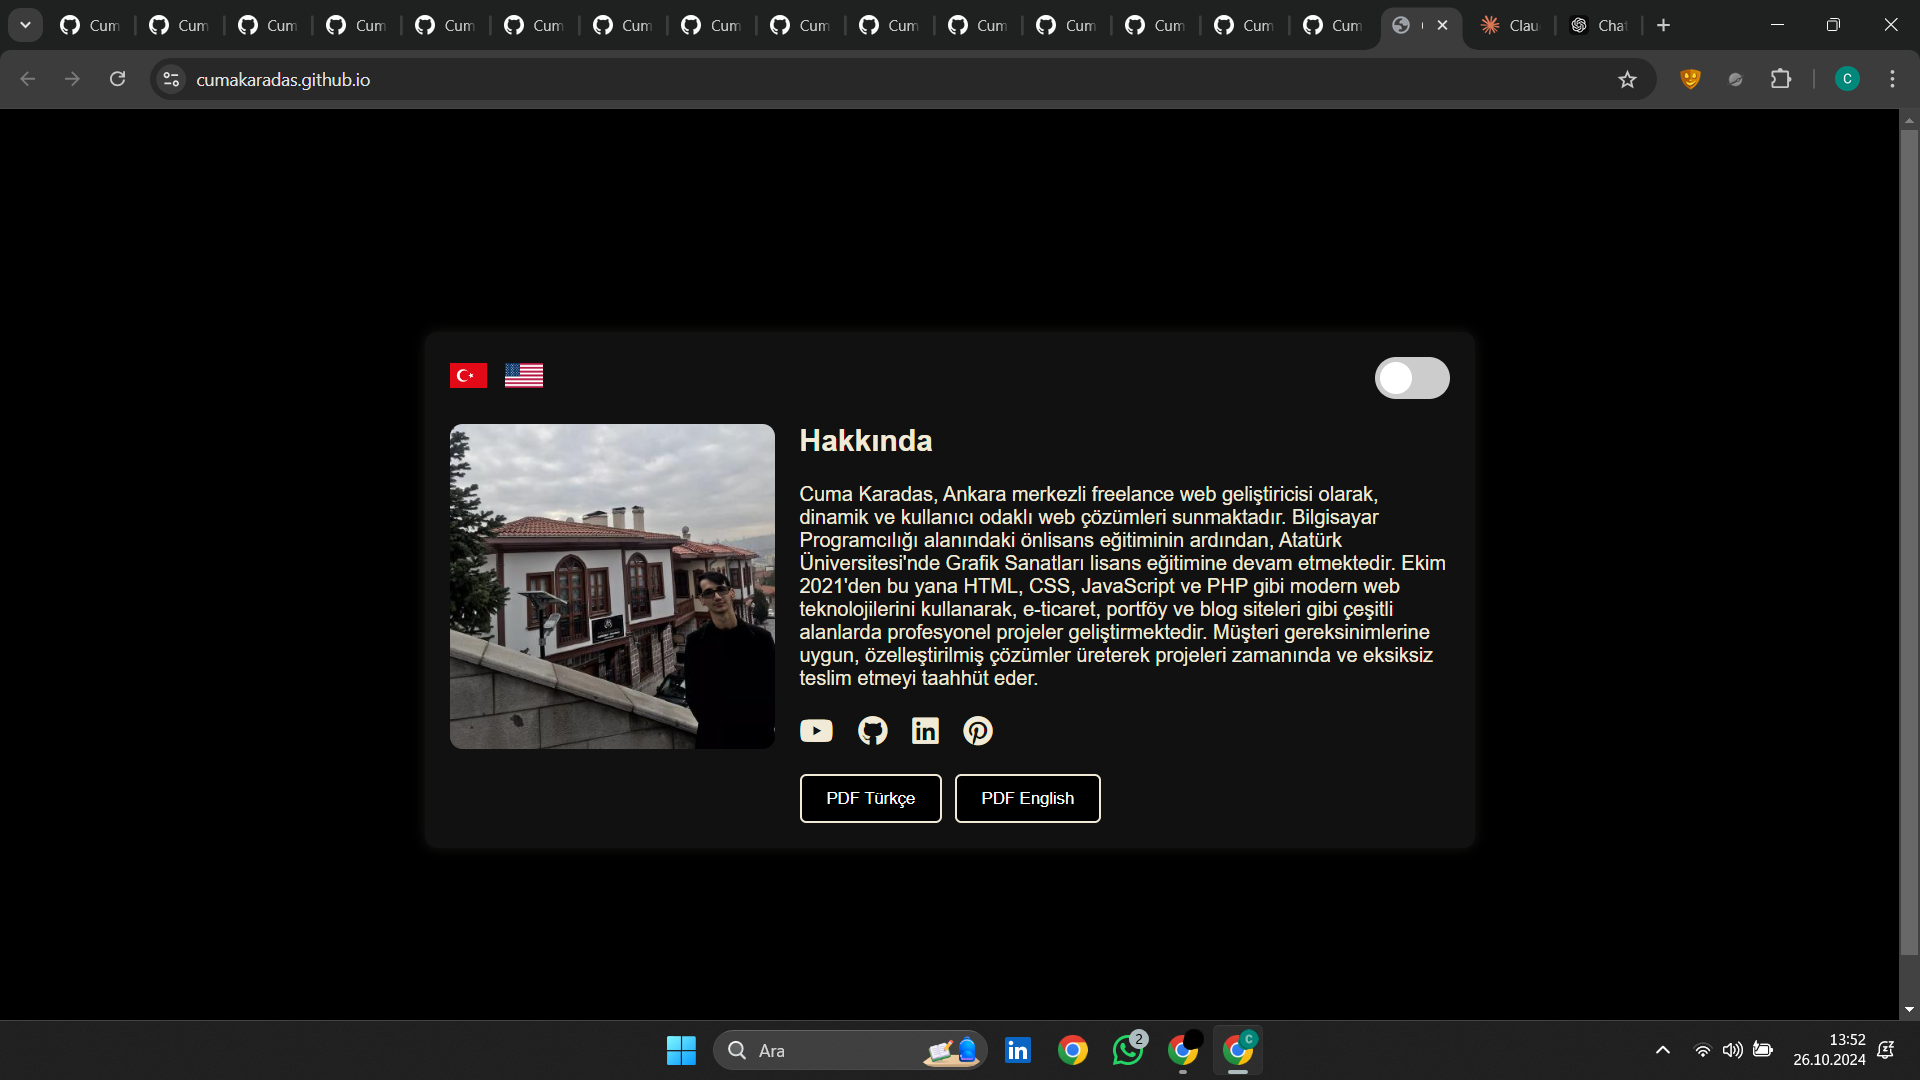 Cum Cum Cum Cum Cum Cum Cum Cum Cum Cum Cum Cum Cum Cum Cum Clau Chat
cumakaradas.github.io
C
Hakkında
Cuma Karadas, Ankara merkezli freelance web geliştiricisi olarak,
dinamik ve kullanıcı odaklı web çözümleri sunmaktadır. Bilgisayar
Programcılığı alanındaki önlisans eğitiminin ardından, Atatürk
Üniversitesi'nde Grafik Sanatları lisans eğitimine devam etmektedir. Ekim
2021'den bu yana HTML, CSS, JavaScript ve PHP gibi modern web
teknolojilerini kullanarak, e-ticaret, portföy ve blog siteleri gibi çeşitli
alanlarda profesyonel projeler geliştirmektedir. Müşteri gereksinimlerine
uygun, özelleştirilmiş çözümler üreterek projeleri zamanında ve eksiksiz
teslim etmeyi taahhüt eder.
in
PDF Türkçe PDF English
Ara
in
2
C
13:52
26.10.2024